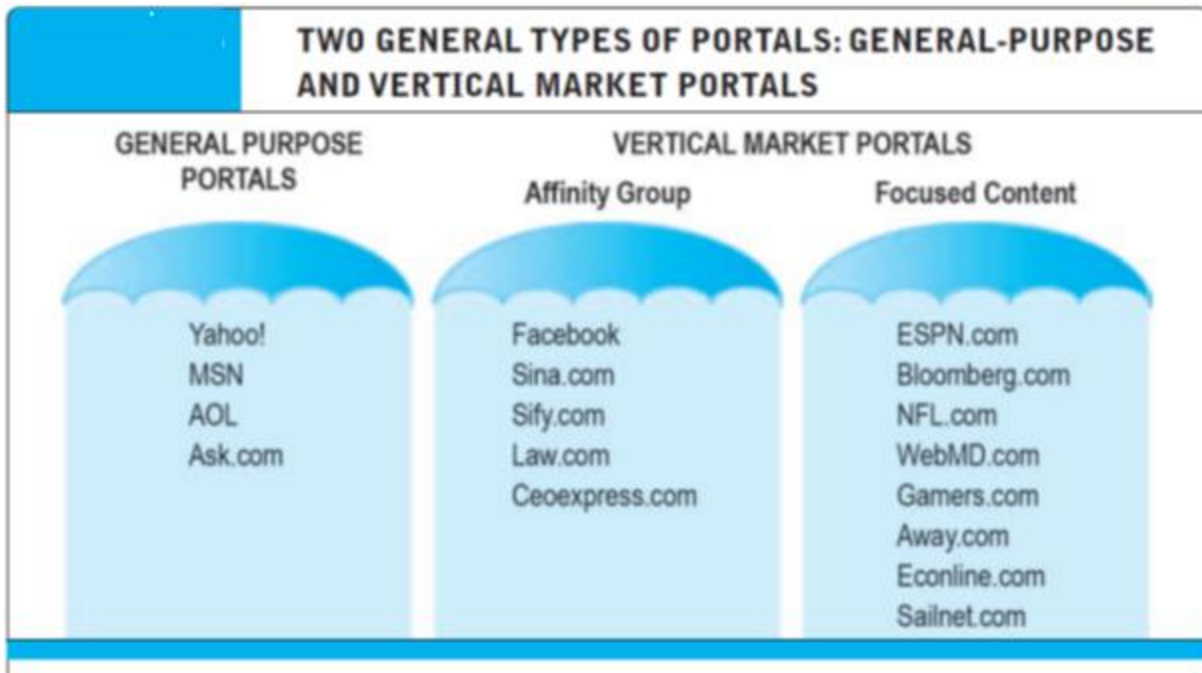 TWO GENERAL TYPES OF PORTALS: GENERAL-PURPOSE
AND VERTICAL MARKET PORTALS
GENERAL PURPOSE
PORTALS
Yahoo!
MSN
AOL
Ask.com
VERTICAL MARKET PORTALS
Affinity Group
Facebook
Sina.com
Sify.com
Law.com
Ceoexpress.com
Focused Content
ESPN.com
Bloomberg.com
NFL.com
WebMD.com
Gamers.com
Away.com
Econline.com
Sailnet.com